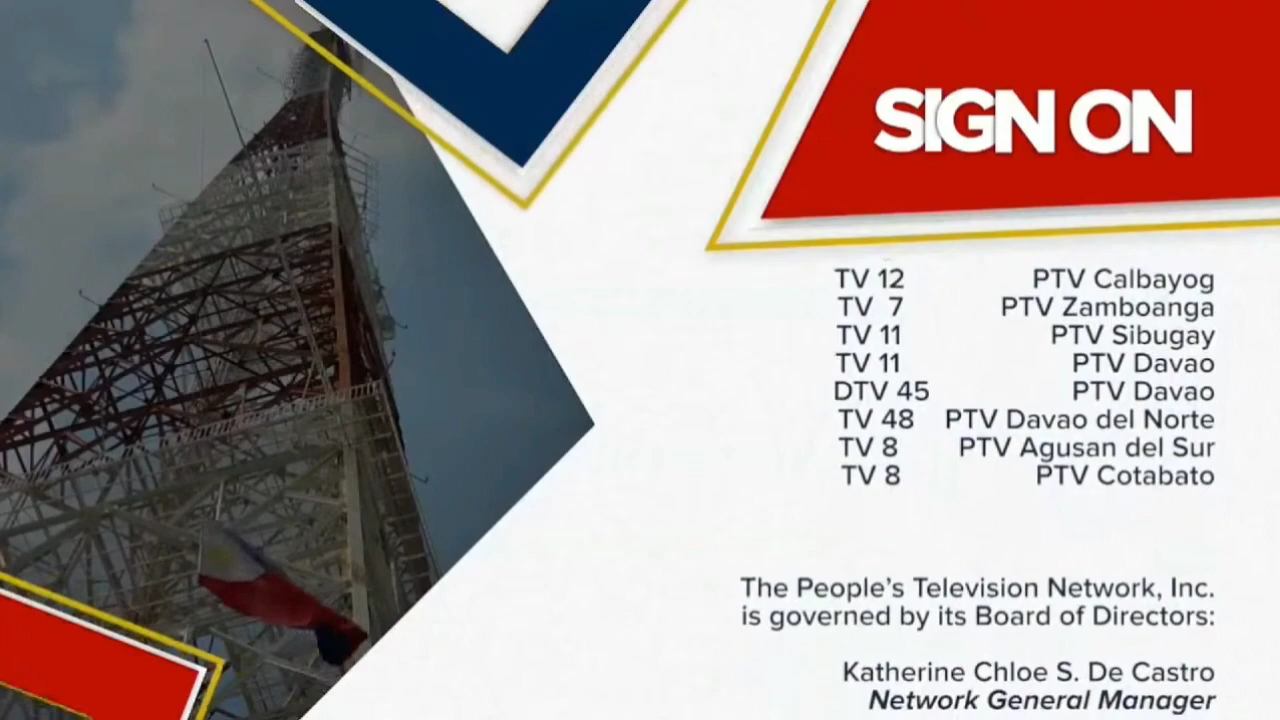 SIGN ON
TV 12 PTV Calbayog
TV 7 PTV Zamboanga
TV 11 PTV Sibugay
TV 11 PTV Davao
DTV 45 PTV Davao
TV 48 PTV Davao del Norte
TV 8 PTV Agusan del Sur
TV 8 PTV Cotabato
The People's Television Network, Inc.
is governed by its Board of Directors:
Katherine Chloe S. De Castro
Network General Manager